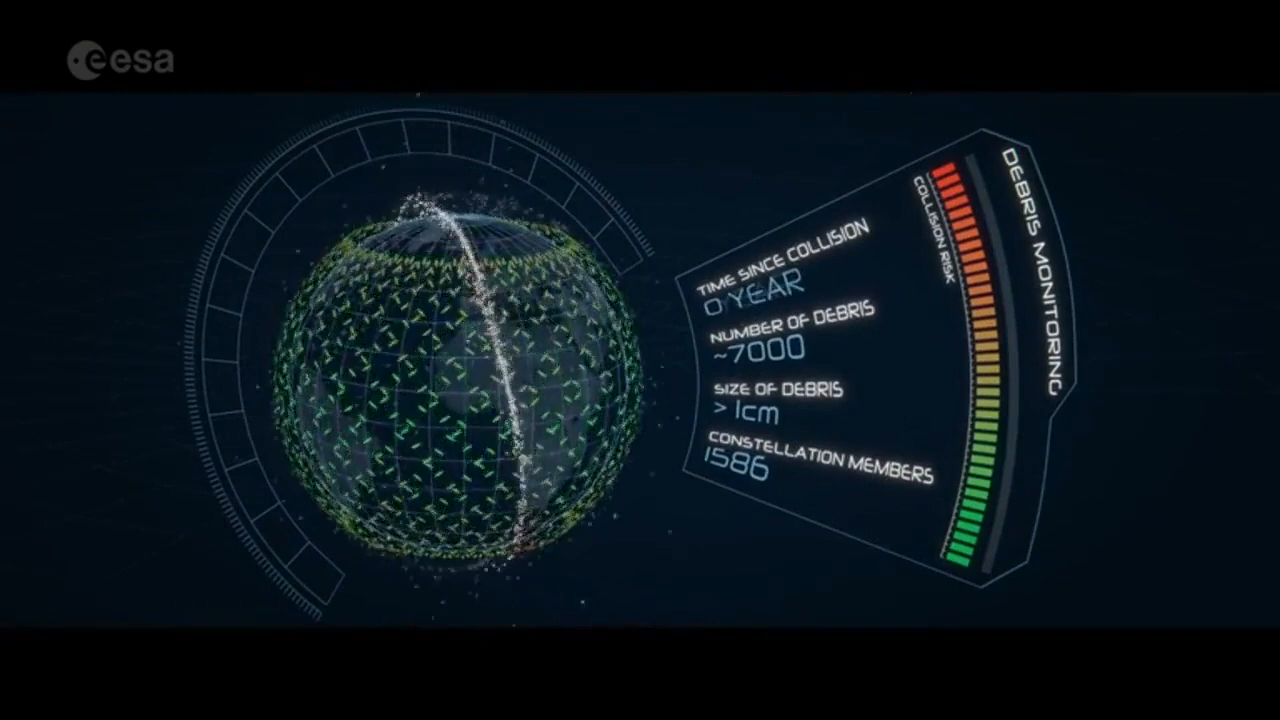 esa
DEBRIS MONITORING
COLLISION RISK
TIME SINCE COLLISION
0 YEAR
NUMBER OF DEBRIS
~7000
SIZE OF DEBRIS
> 1cm
CONSTELLATION MEMBERS
1586